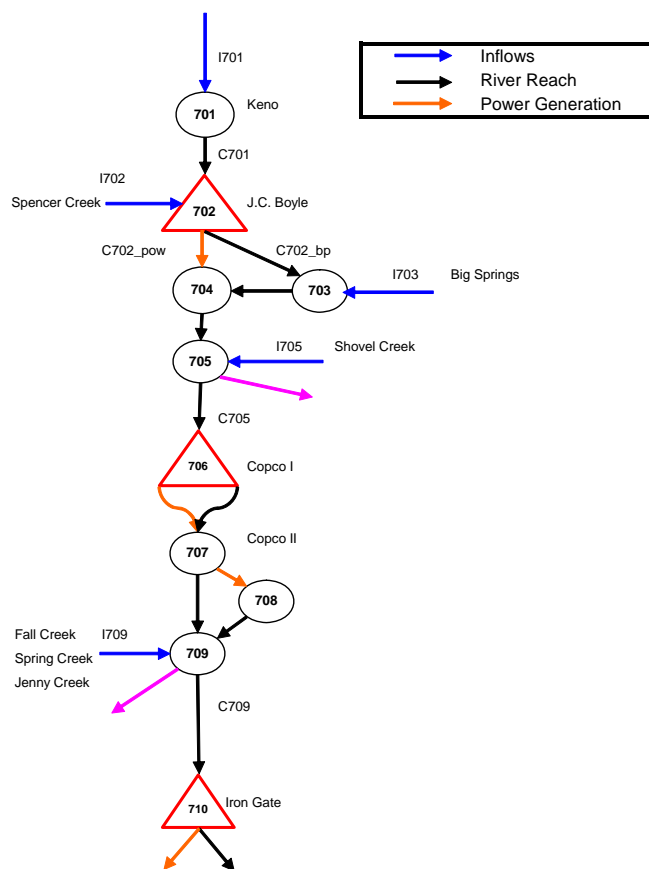 I701
Inflows
River Reach
Power Generation
Keno
701
C701
I702
Spencer Creek
J.C. Boyle
702
C702_pow
C702_bp
I703
Big Springs
704
703
I705
Shovel Creek
705
C705
706
Copco I
Copco II
707
708
Fall Creek
I709
Spring Creek
709
Jenny Creek
C709
Iron Gate
710